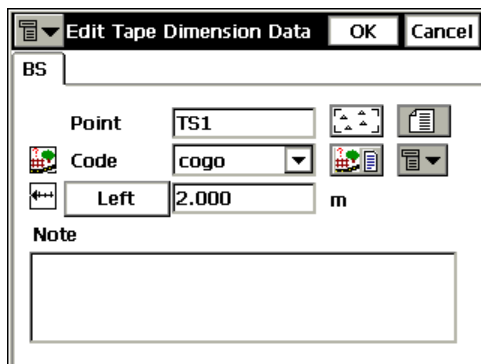 Edit Tape Dimension Data OK Cancel
BS
Point TS1
Code cogo
Left 2.000 m
Note